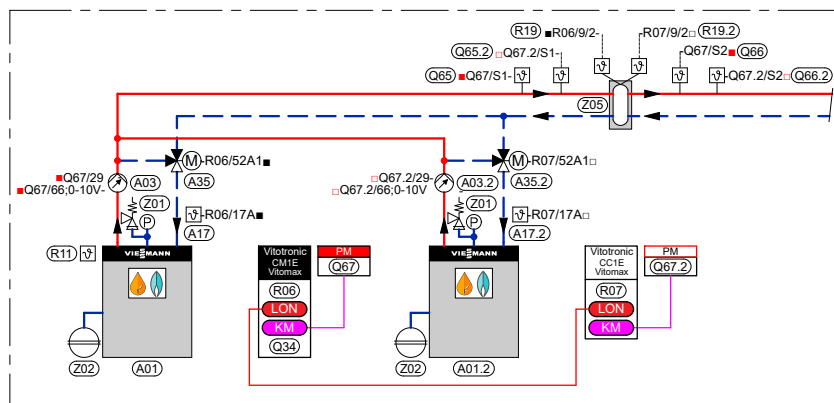 R19 ■R06/9/2- R07/9/2□ R19.2
Q65.2 □Q67.2/S1- Q67/S2■ Q66
Q65 ■Q67/S1- -Q67.2/S2□ Q66.2
Z05
M -R06/52A1■ M -R07/52A1□
■Q67/29 A03 A35 □Q67.2/29- A03.2 A35.2
■Q67/66;0-10V- □Q67.2/66;0-10V
Z01 Z01
P -R06/17A■ P -R07/17A□
A17 A17.2
R11 VIESMANN Vitotronic CM1E Vitomax PM VIESMANN Vitotronic CC1E Vitomax PM
Q67 Q67.2
R06 R07
LON LON
KM KM
Q34
Z02 A01 Z02 A01.2